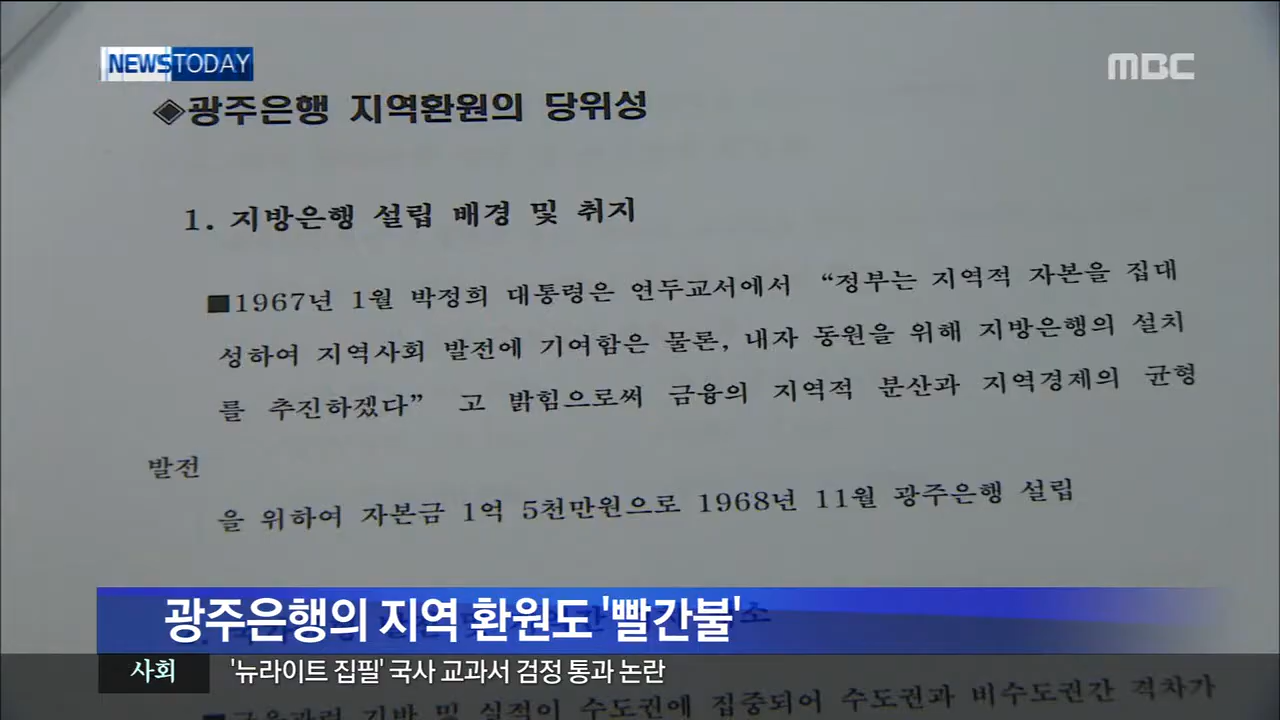 NEWSTODAY
MBC
◈광주은행 지역환원의 당위성
1. 지방은행 설립 배경 및 취지
■1967년 1월 박정희 대통령은 연두교서에서 “정부는 지역적 자본을 집대
성하여 지역사회 발전에 기여함은 물론, 내자 동원을 위해 지방은행의 설치
를 추진하겠다” 고 밝힘으로써 금융의 지역적 분산과 지역경제의 균형
발전
을 위하여 자본금 1억 5천만원으로 1968년 11월 광주은행 설립
광주은행의 지역 환원도 '빨간불'
사회 '뉴라이트 집필' 국사 교과서 검정 통과 논란
기반 및 실적이 수도권에 집중되어 수도권과 비수도권간 격차가